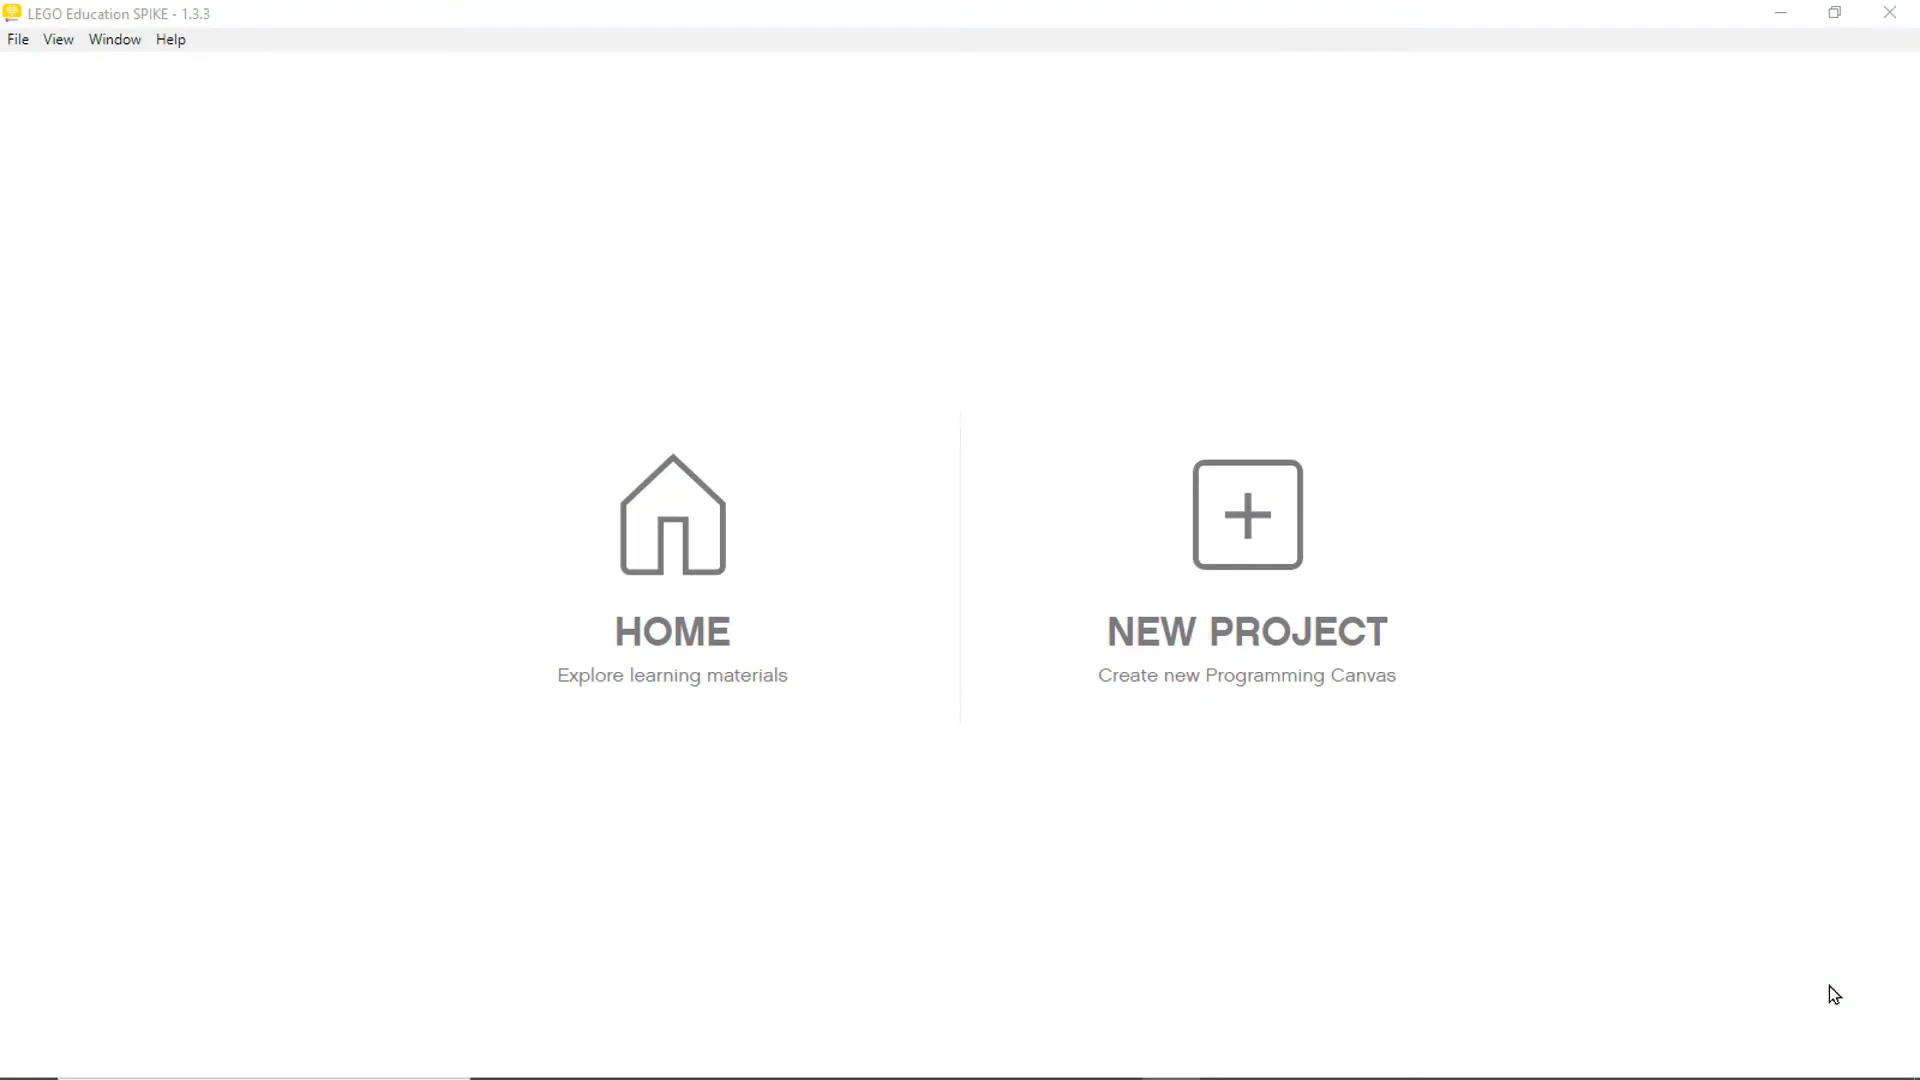 LEGO Education SPIKE - 1.3.3
File View Window Help
HOME
Explore learning materials
NEW PROJECT
Create new Programming Canvas